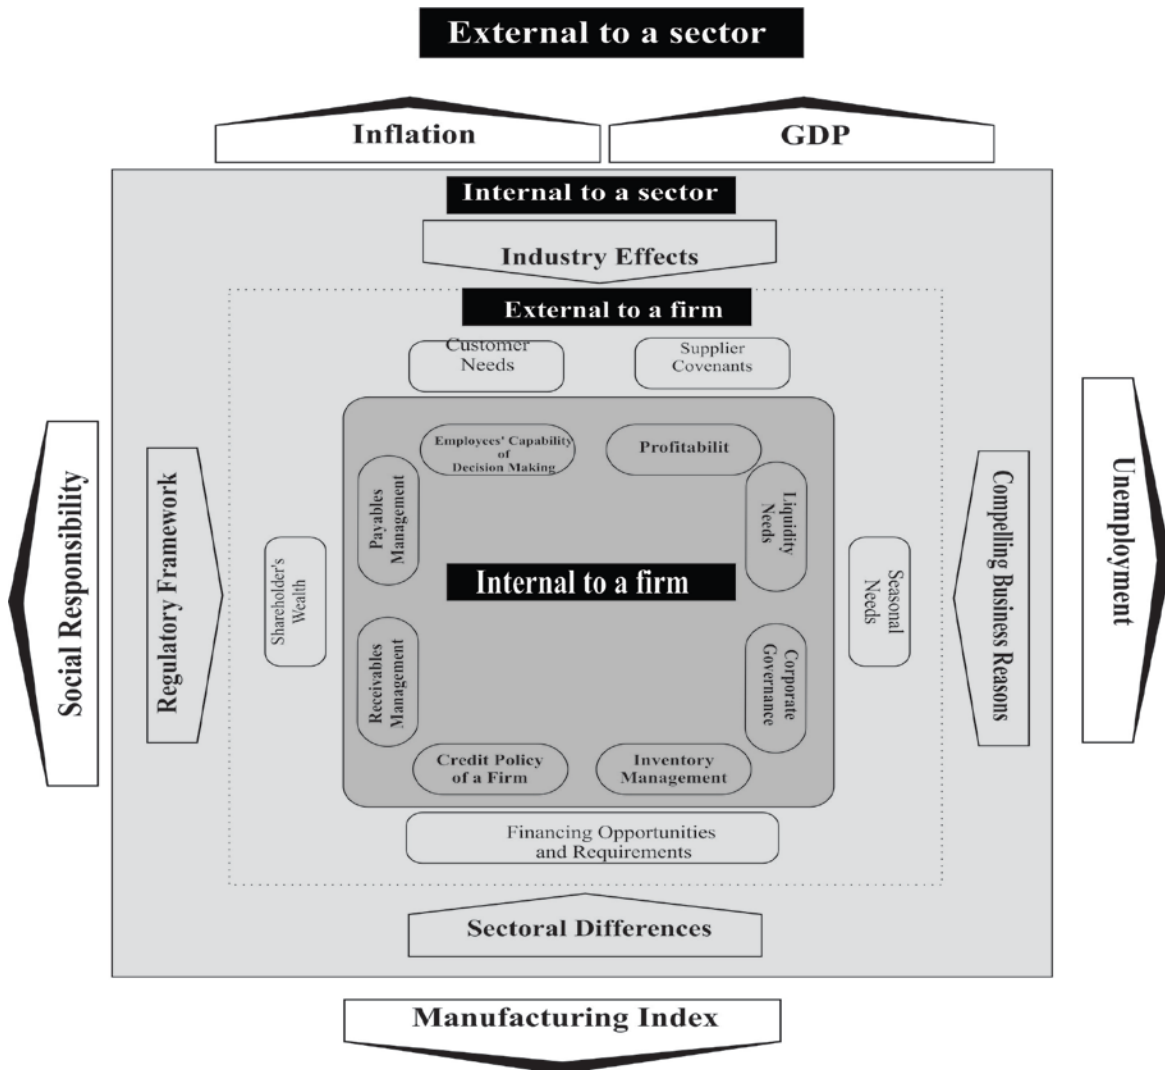 External to a sector
Inflation
GDP
Internal to a sector
Industry Effects
External to a firm
Customer
Needs
Supplier
Covenants
Employees' Capability
of
Decision Making
Profitabilit
Payables
Management
Liquidity
Needs
Social Responsibility
Regulatory Framework
Shareholder's
Wealth
Internal to a firm
Seasonal
Needs
Compelling Business Reasons
Unemployment
Receivables
Management
Corporate
Governance
Credit Policy
of a Firm
Inventory
Management
Financing Opportunities
and Requirements
Sectoral Differences
Manufacturing Index